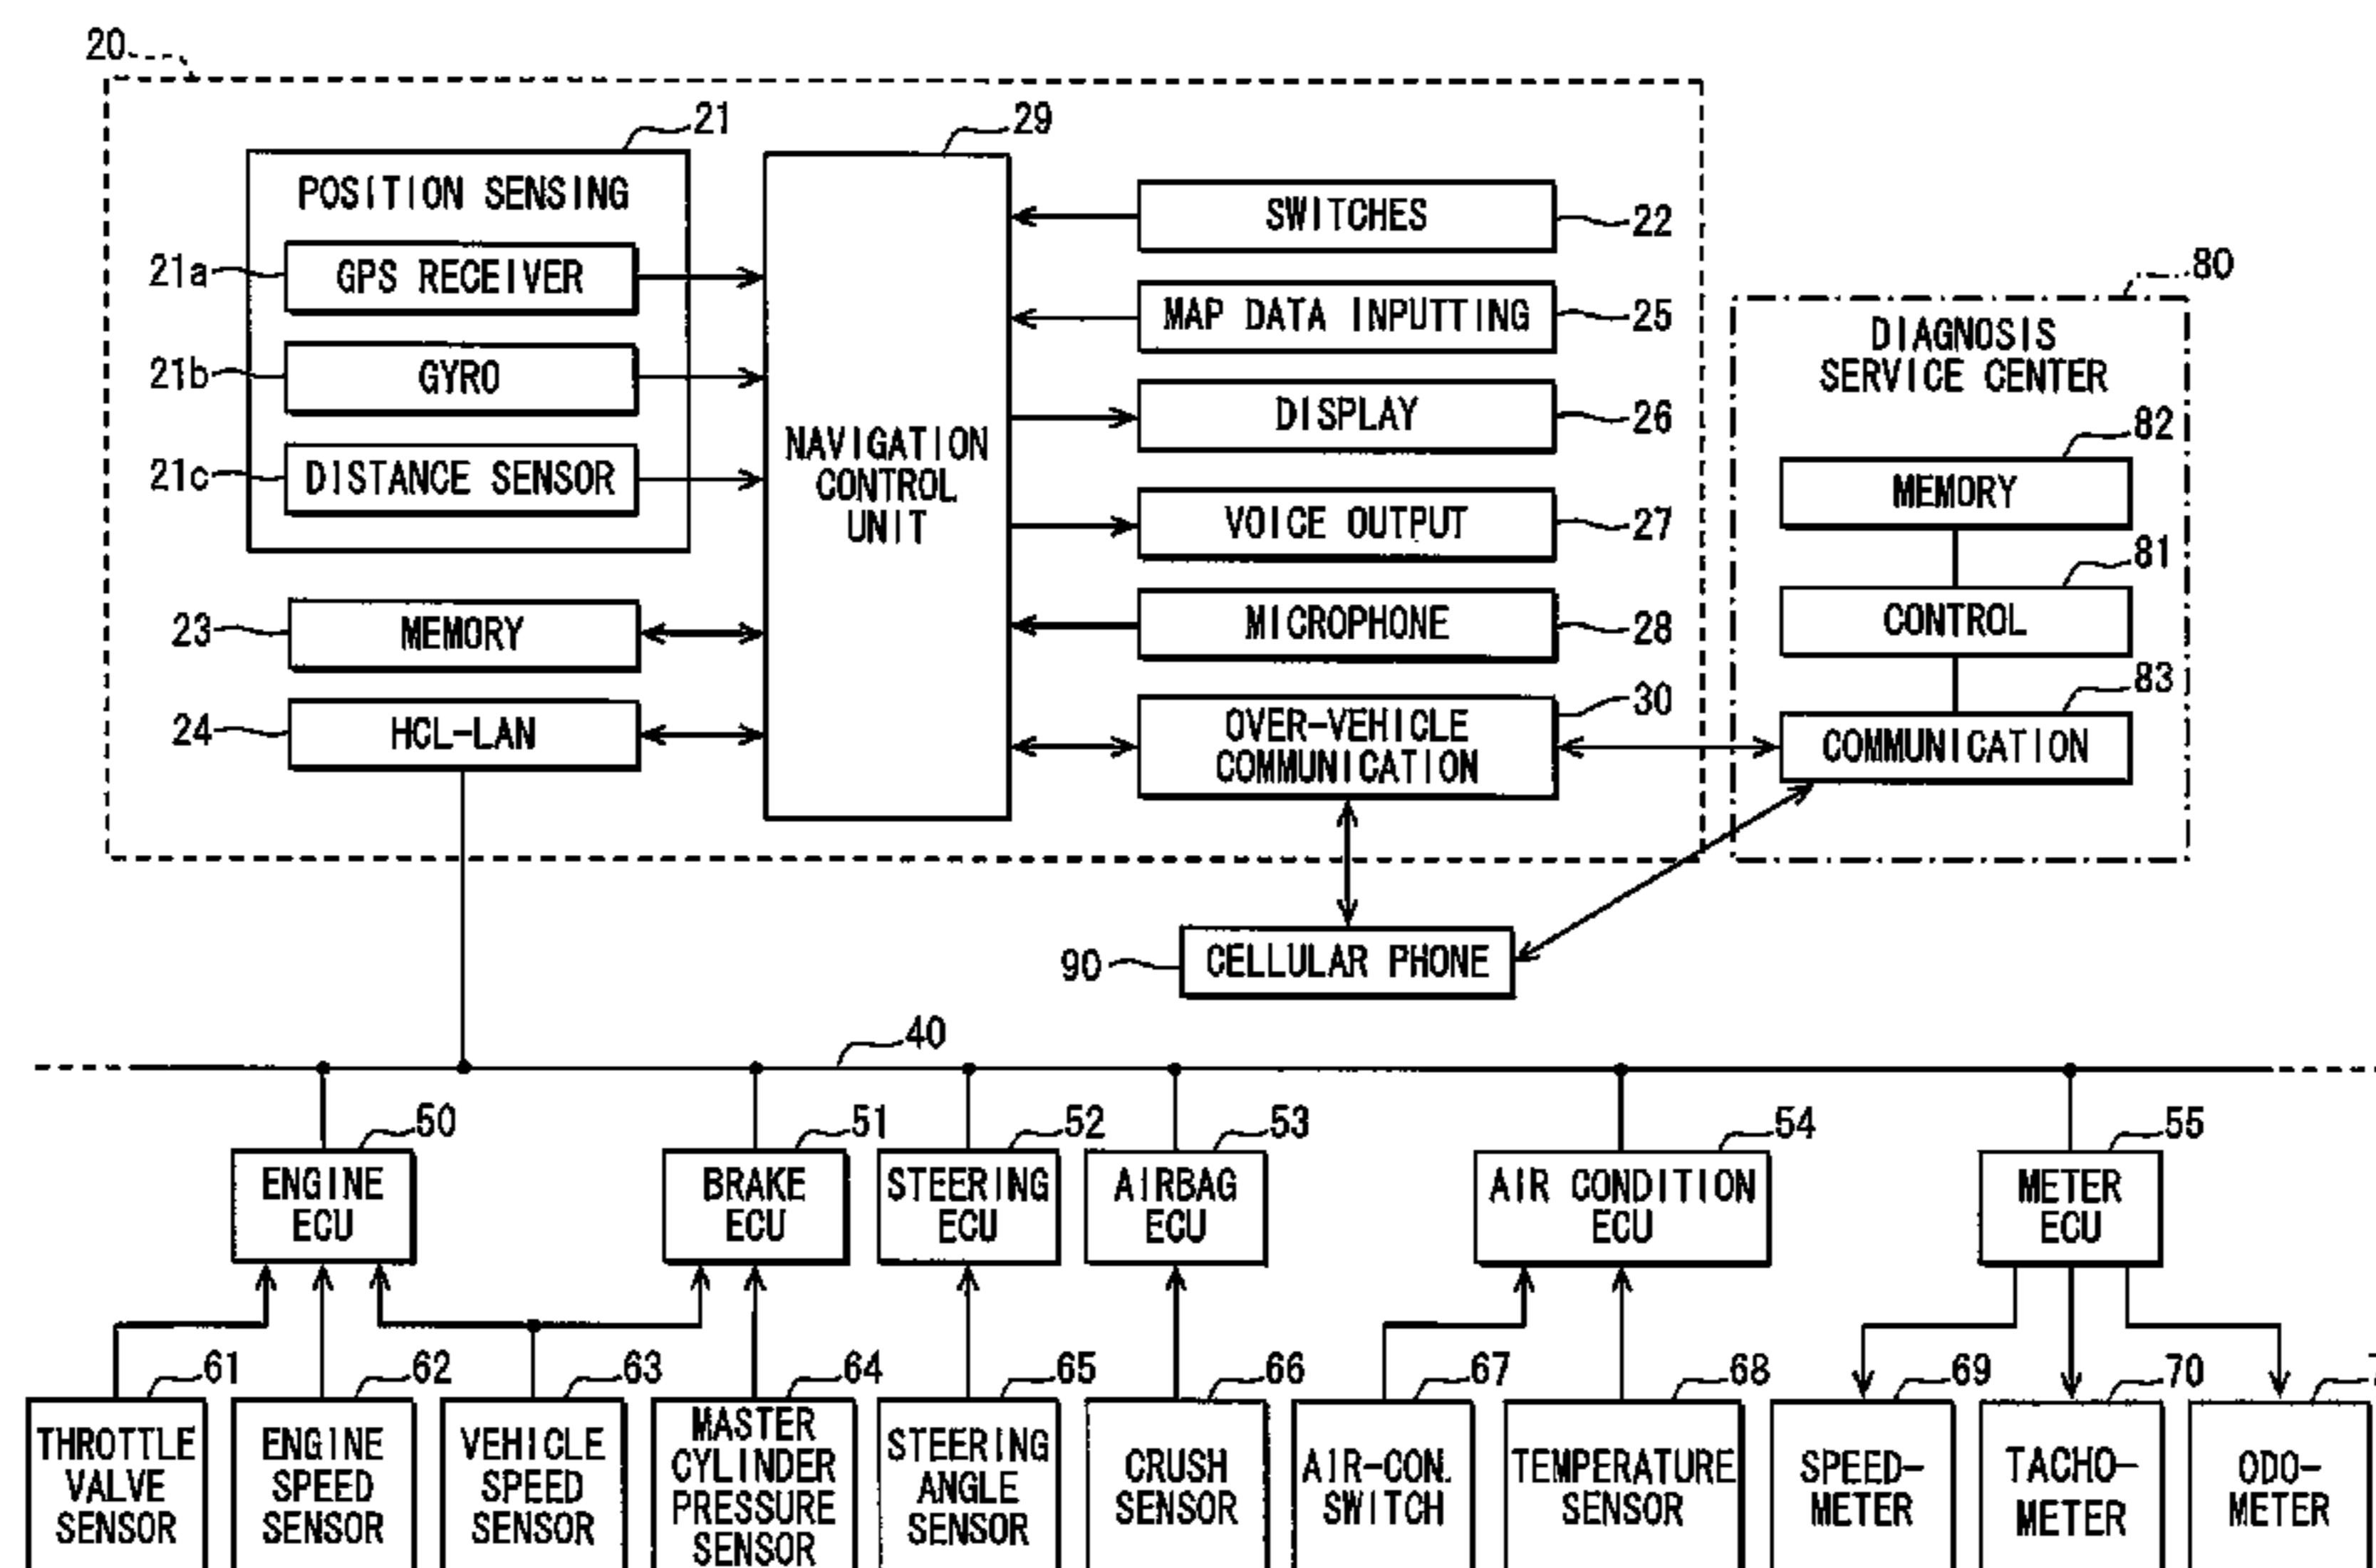 20
21
29
POSITION SENSING
SWITCHES
22
21a
GPS RECEIVER
80
MAP DATA INPUTTING
25
DIAGNOSIS
SERVICE CENTER
21b
GYRO
DISPLAY
26
82
NAVIGATION
CONTROL
UNIT
21c
DISTANCE SENSOR
MEMORY
VOICE OUTPUT
27
81
23
MEMORY
MICROPHONE
28
CONTROL
83
24
HCL-LAN
30
OVER-VEHICLE
COMMUNICATION
COMMUNICATION
90
CELLULAR PHONE
40
50
51
52
53
54
55
ENGINE
ECU
BRAKE
ECU
STEERING
ECU
AIRBAG
ECU
AIR CONDITION
ECU
METER
ECU
61
62
63
64
65
66
67
68
69
70
THROTTLE
VALVE
SENSOR
ENGINE
SPEED
SENSOR
VEHICLE
SPEED
SENSOR
MASTER
CYLINDER
PRESSURE
SENSOR
STEERING
ANGLE
SENSOR
CRUSH
SENSOR
AIR-CON.
SWITCH
TEMPERATURE
SENSOR
SPEED-
METER
TACHO-
METER
ODO-
METER